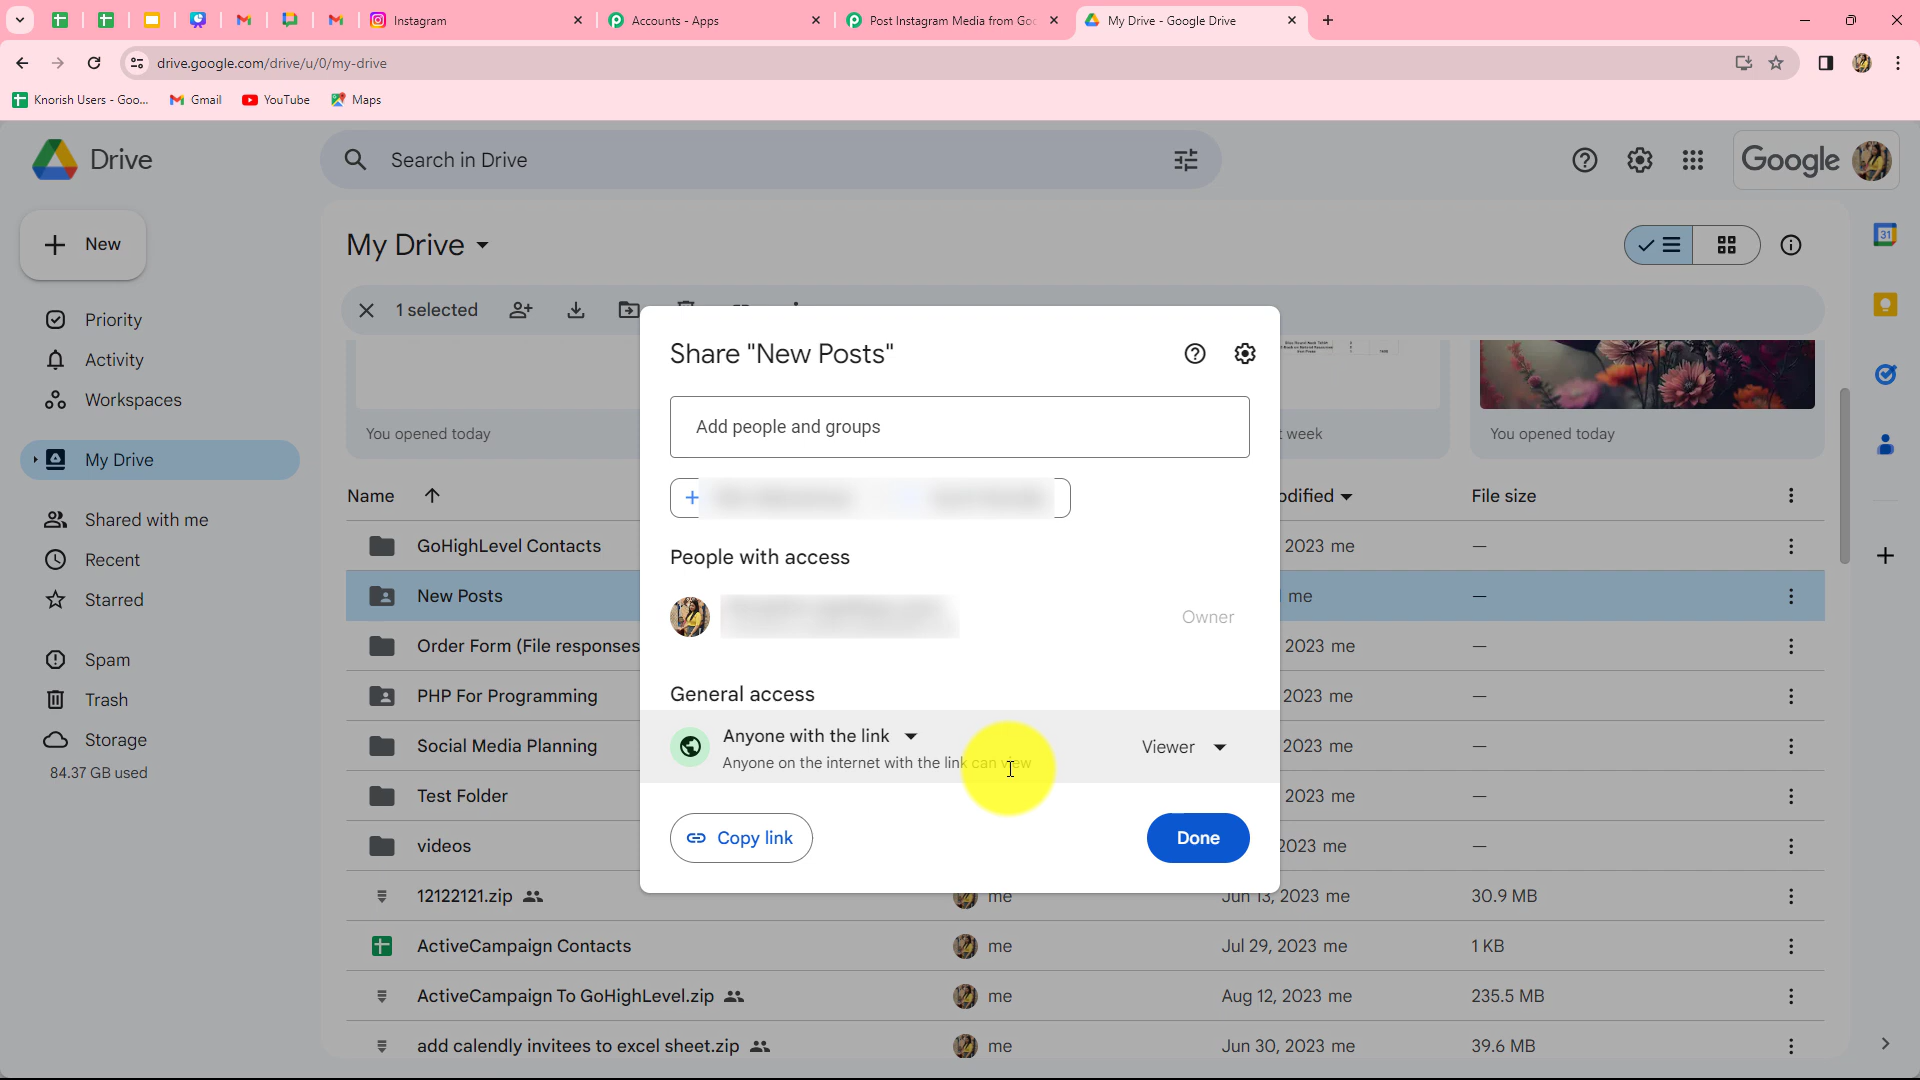 Instagram
Accounts - Apps
Post Instagram Media from Go
My Drive - Google Drive
drive.google.com/drive/u/0/my-drive
Knorish Users - Goo...
Gmail
YouTube
Maps
Drive
Search in Drive
Google
New
My Drive
Priority
Activity
Workspaces
My Drive
Shared with me
Recent
Starred
Spam
Trash
Storage
84.37 GB used
1 selected
You opened today
week
You opened today
Share "New Posts"
Add people and groups
People with access
Owner
General access
Anyone with the link
Anyone on the internet with the link can view
Viewer
Copy link
Done
Name
File size
GoHighLevel Contacts
2023 me
—
New Posts
me
—
Order Form (File responses
2023 me
—
PHP For Programming
2023 me
—
Social Media Planning
2023 me
—
Test Folder
2023 me
—
videos
2023 me
—
12122121.zip
me
Jun 13, 2023 me
30.9 MB
ActiveCampaign Contacts
me
Jul 29, 2023 me
1 KB
ActiveCampaign To GoHighLevel.zip
me
Aug 12, 2023 me
235.5 MB
add calendly invitees to excel sheet.zip
me
Jun 30, 2023 me
39.6 MB